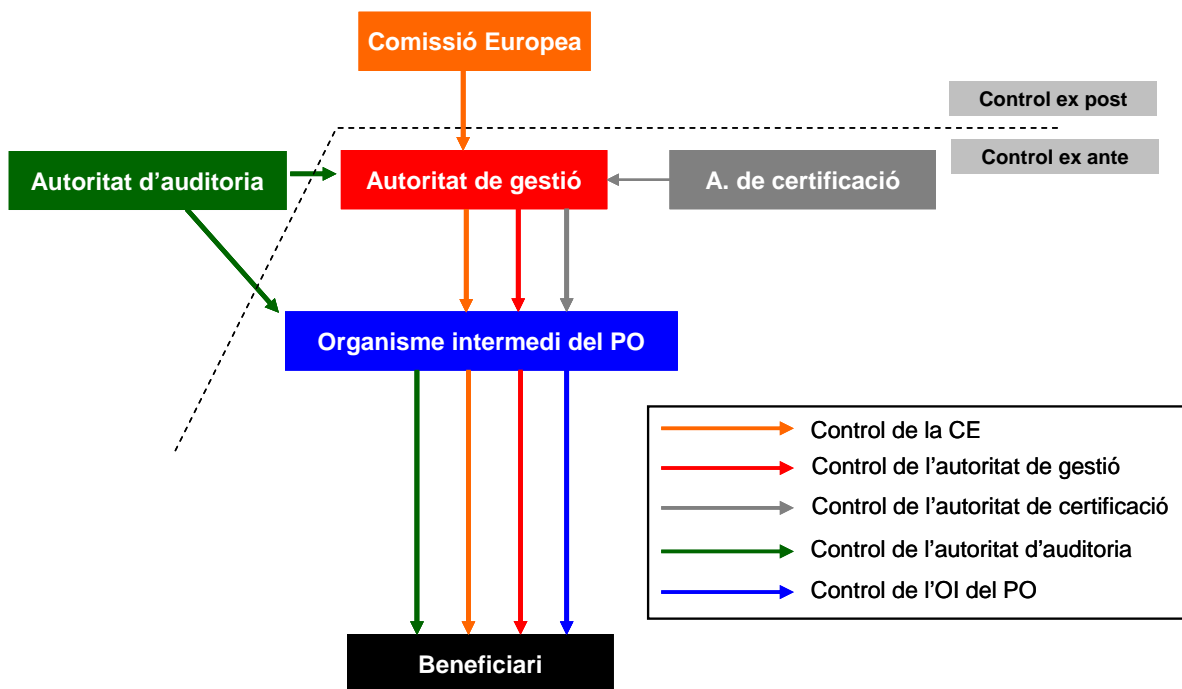 Comissió Europea
Control ex post
Control ex ante
Autoritat d’auditoria
Autoritat de gestió
A. de certificació
Organisme intermedi del PO
Control de la CE
Control de l’autoritat de gestió
Control de l’autoritat de certificació
Control de l’autoritat d’auditoria
Control de l’OI del PO
Beneficiari